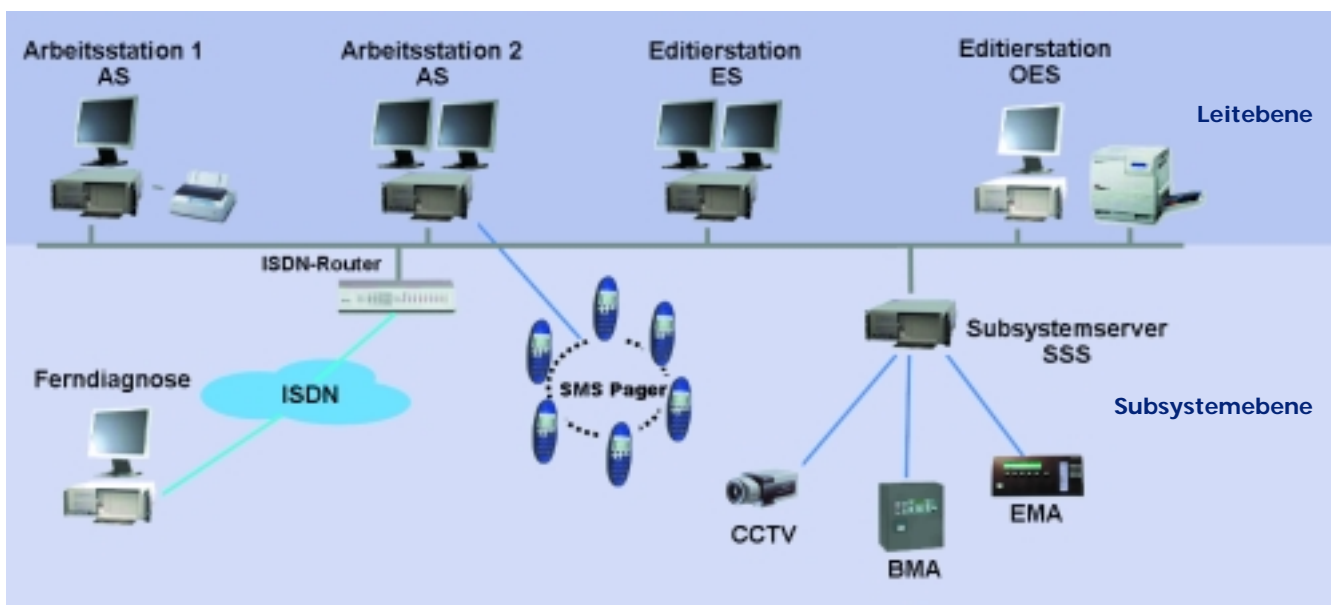 Arbeitsstation 1
AS
Arbeitsstation 2
AS
Editierstation
ES
Editierstation
OES
Leitebene
ISDN-Router
Subsystemserver
SSS
Ferndiagnose
ISDN
SMS Pager
Subsystemebene
CCTV
BMA
EMA